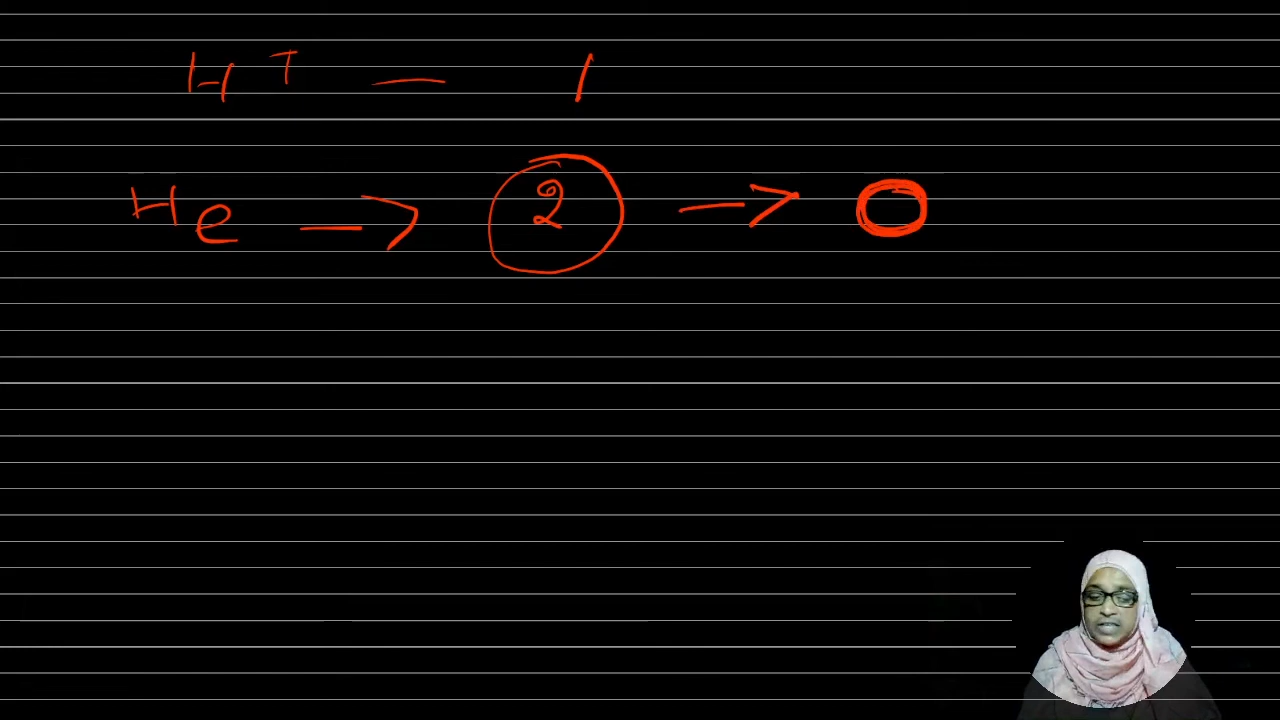 H⁺ — 1
He → 2 → 0